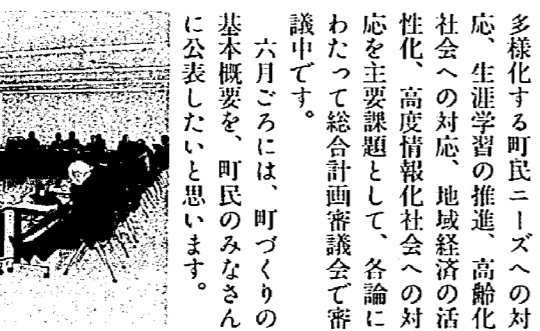 多様化する町民ニーズへの対
応、生涯学習の推進、高齢化
社会への対応、地域経済の活
性化、高度情報化社会への対
応を主要課題として、各論に
わたって総合計画審議会で審
議中です。
六月ごろには、町づくりの
基本概要を、町民のみなさん
に公表したいと思います。